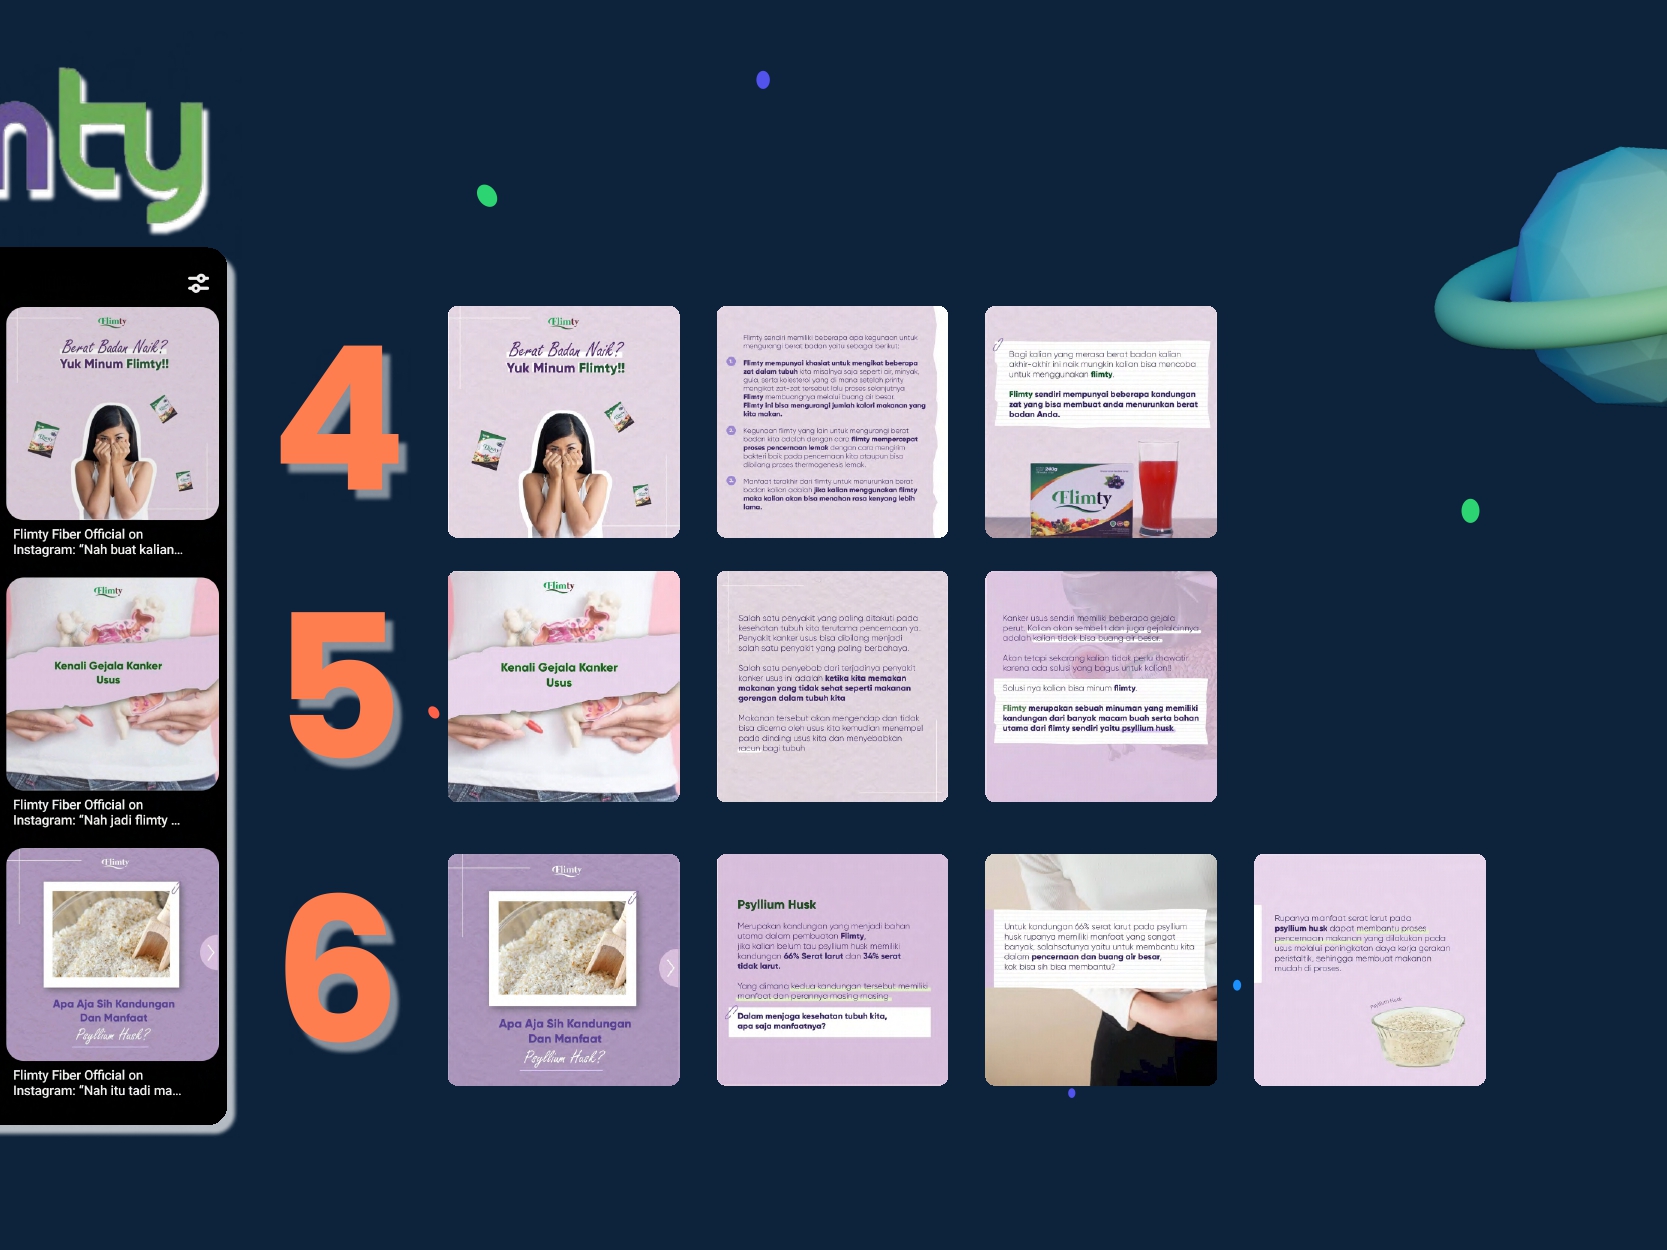 mty
Flimty
Berat Badan Naik?
Yuk Minum Flimty!!
Flimty Fiber Official on
Instagram: “Nah buat kalian...
Flimty
Kenali Gejala Kanker
Usus
Flimty Fiber Official on
Instagram: “Nah jadi flimty ...
Flimty
Apa Aja Sih Kandungan
Dan Manfaat
Psyllium Husk?
Flimty Fiber Official on
Instagram: “Nah itu tadi ma...
4
Flimty
Berat Badan Naik?
Yuk Minum Flimty!!
Flimty sendiri memiliki beberapa apa kegunaan untuk
mengurangi berat badan yaitu sebagai berikut:
1. Flimty mempunyai khasiat untuk mengikat beberapa
zat dalam tubuh kita misalnya saja seperti air, minyak,
gula, serta kolesterol yang di mana setelah printy
mengikat zat-zat tersebut lalu proses selanjutnya
Flimty membuangnya melalui buang air besar.
Flimty ini bisa mengurangi jumlah kalori makanan yang
kita makan.
2. Kegunaan flimty yang lain untuk mengurangi berat
badan kita adalah dengan cara flimty mempercepat
proses pencernaan lemak dengan cara mengirim
bakteri baik pada pencernaan kita ataupun bisa
dibilang proses thermogenesis lemak.
3. Manfaat terakhir dari flimty untuk menurunkan berat
badan kalian adalah jika kalian menggunakan flimty
maka kalian akan bisa menahan rasa kenyang lebih
lama.
Bagi kalian yang merasa berat badan kalian
akhir-akhir ini naik mungkin kalian bisa mencoba
untuk menggunakan flimty.
Flimty sendiri mempunyai beberapa kandungan
zat yang bisa membuat anda menurunkan berat
badan Anda.
240g
Flimty
5
Flimty
Kenali Gejala Kanker
Usus
Salah satu penyakit yang paling ditakuti pada
kesehatan tubuh kita terutama pencernaan ya.
Penyakit kanker usus bisa dibilang menjadi
salah satu penyakit yang paling berbahaya.
Salah satu penyebab dari terjadinya penyakit
kanker usus ini adalah ketika kita memakan
makanan yang tidak sehat seperti makanan
gorengan dalam tubuh kita
Makanan tersebut akan mengendap dan tidak
bisa dicerna oleh usus kita kemudian menempel
pada dinding usus kita dan menyebabkan
racun bagi tubuh
Kanker usus sendiri memiliki beberapa gejala
perut, Kalian akan sembelit dan juga gejalalainnya
adalah kalian tidak bisa buang air besar.
Akan tetapi sekarang kalian tidak perlu khawatir
karena ada solusi yang bagus untuk kalian!!
Solusi nya kalian bisa minum flimty.
Flimty merupakan sebuah minuman yang memiliki
kandungan dari banyak macam buah serta bahan
utama dari flimty sendiri yaitu psyllium husk
6
Flimty
Apa Aja Sih Kandungan
Dan Manfaat
Psyllium Husk?
Psyllium Husk
Merupakan kandungan yang menjadi bahan
utama dalam pembuatan Flimty,
jika kalian belum tau psyllium husk memiliki
kandungan 66% Serat larut dan 34% serat
tidak larut.
Yang dimana kedua kandungan tersebut memiliki
manfaat dan perannya masing masing
Dalam menjaga kesehatan tubuh kita,
apa saja manfaatnya?
Untuk kandungan 66% serat larut pada psyllium
husk rupanya memiliki manfaat yang sangat
banyak, salahsatunya yaitu untuk membantu kita
dalam pencernaan dan buang air besar,
kok bisa sih bisa membantu?
Rupanya manfaat serat larut pada
psyllium husk dapat membantu proses
pencernaan makanan yang dilakukan pada
usus melalui peningkatan daya kerja gerakan
peristaltik, sehingga membuat makanan
mudah di proses.
Psyllium Husk